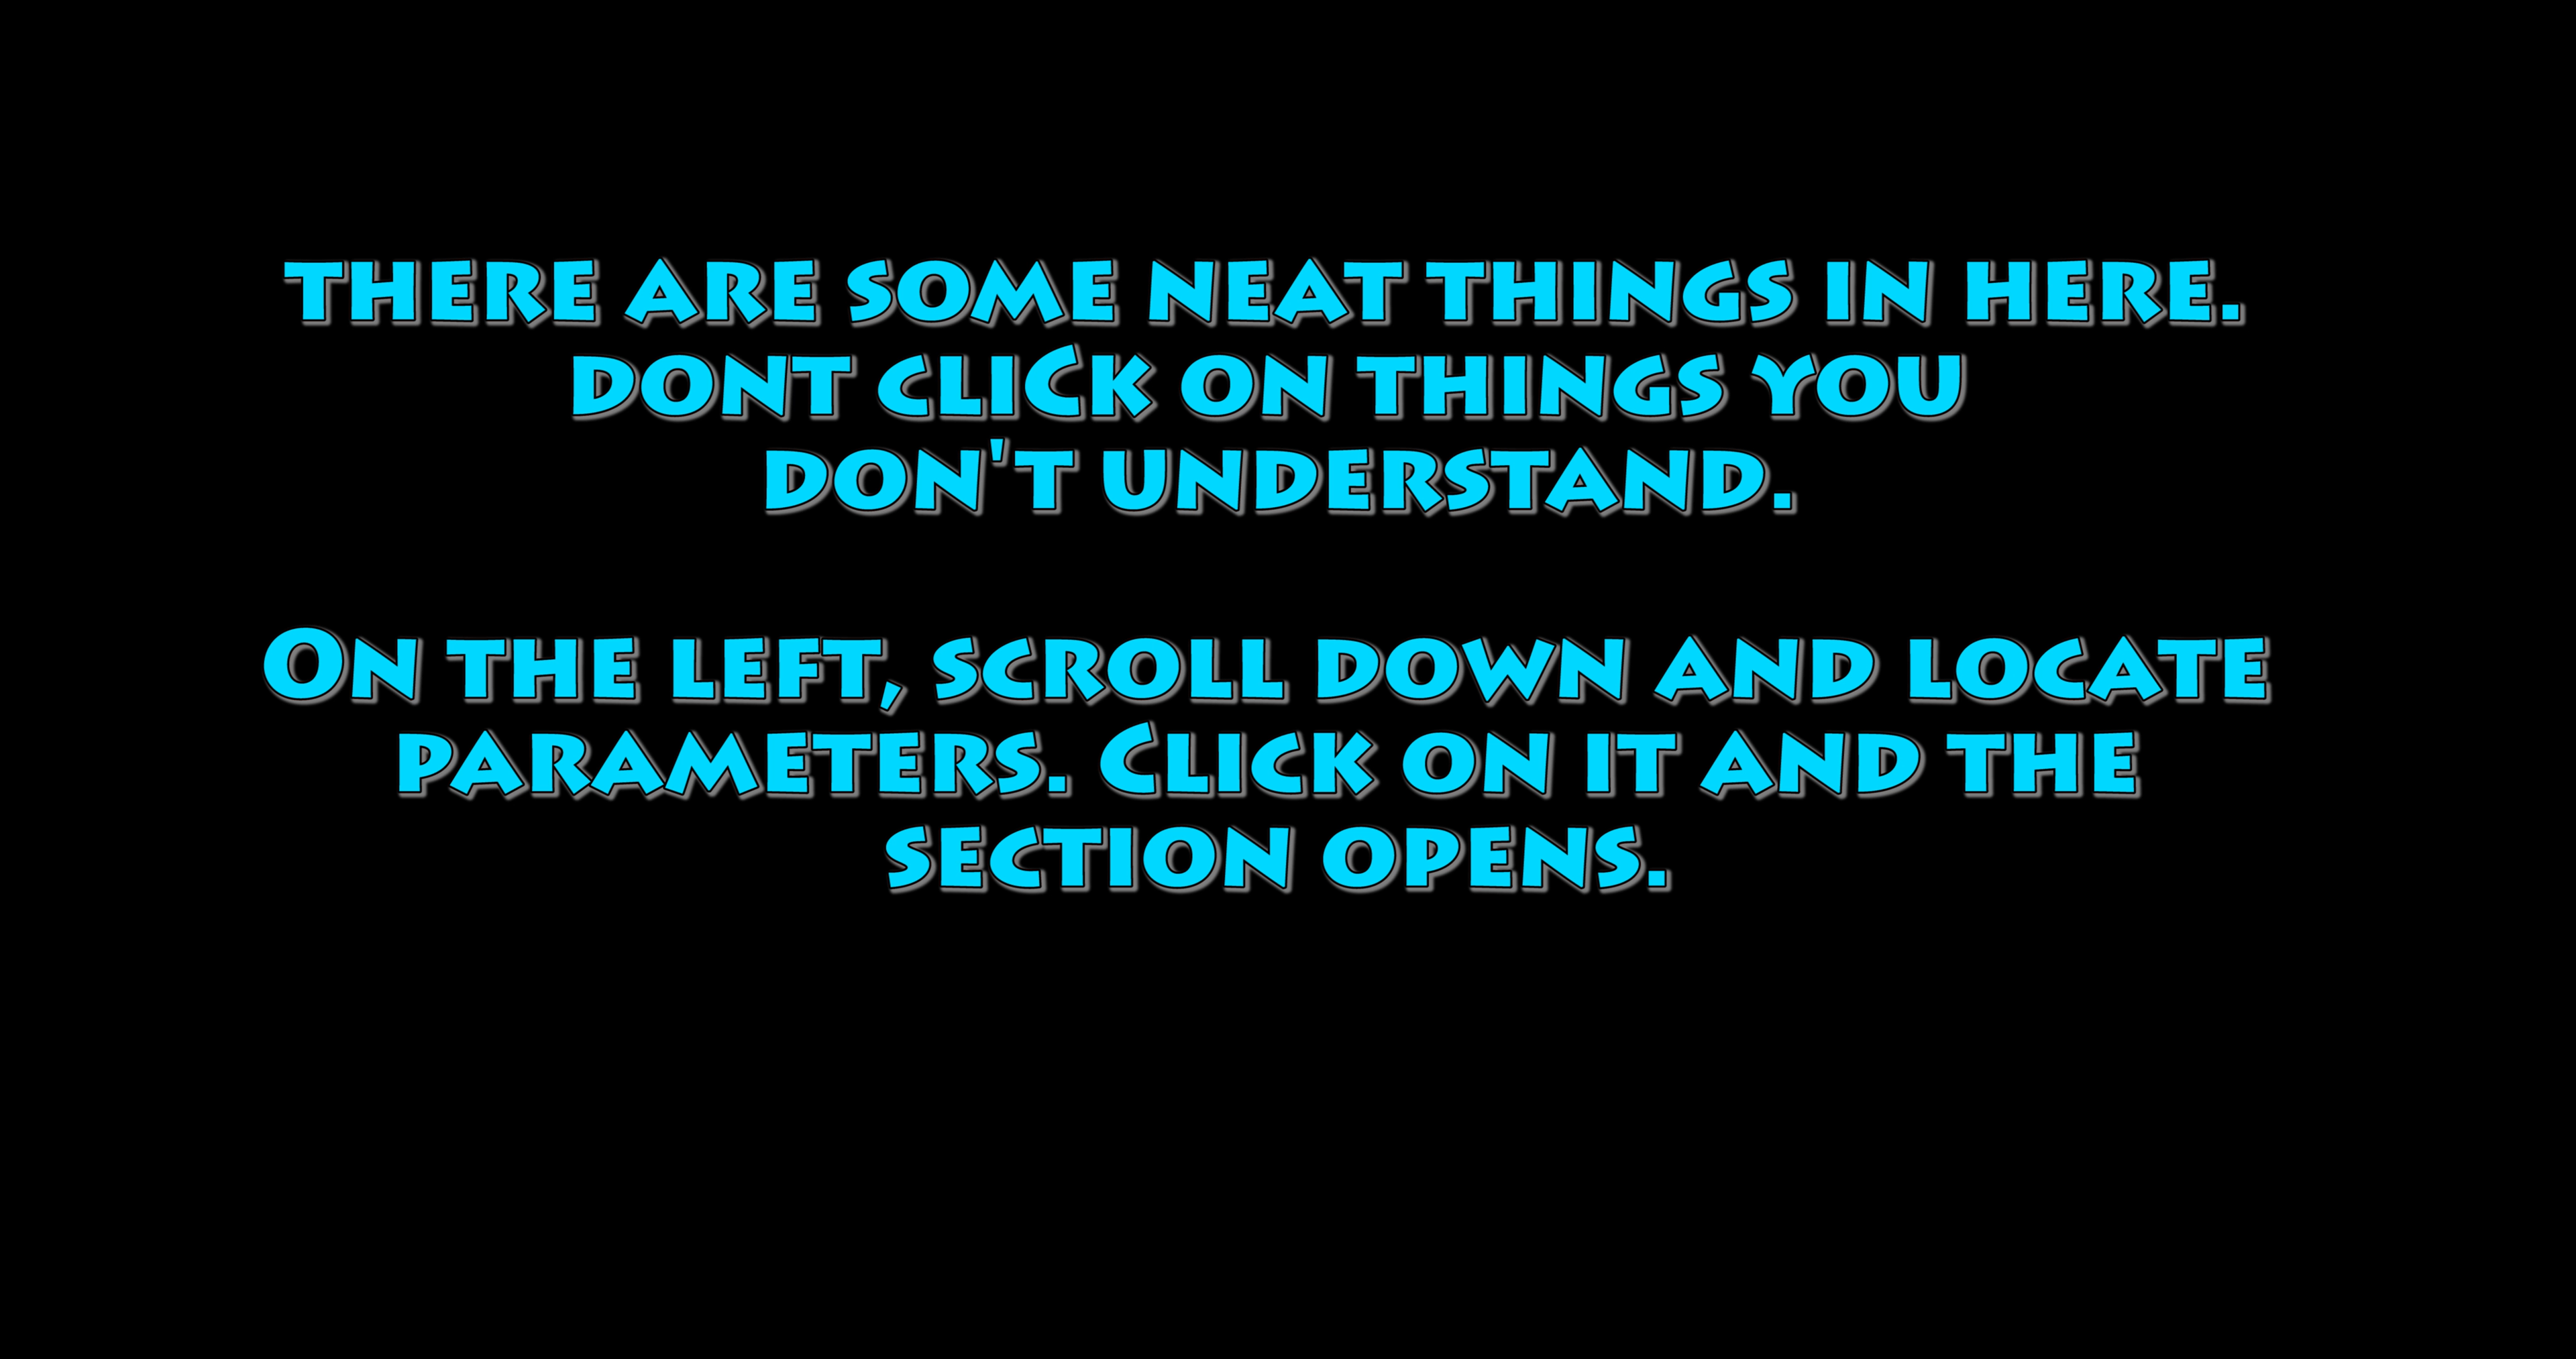 There are some neat things in here.
Dont cliCk on things you
don't understand.
On the left, scroll down and locate
parameters. Click on it and the
section opens.